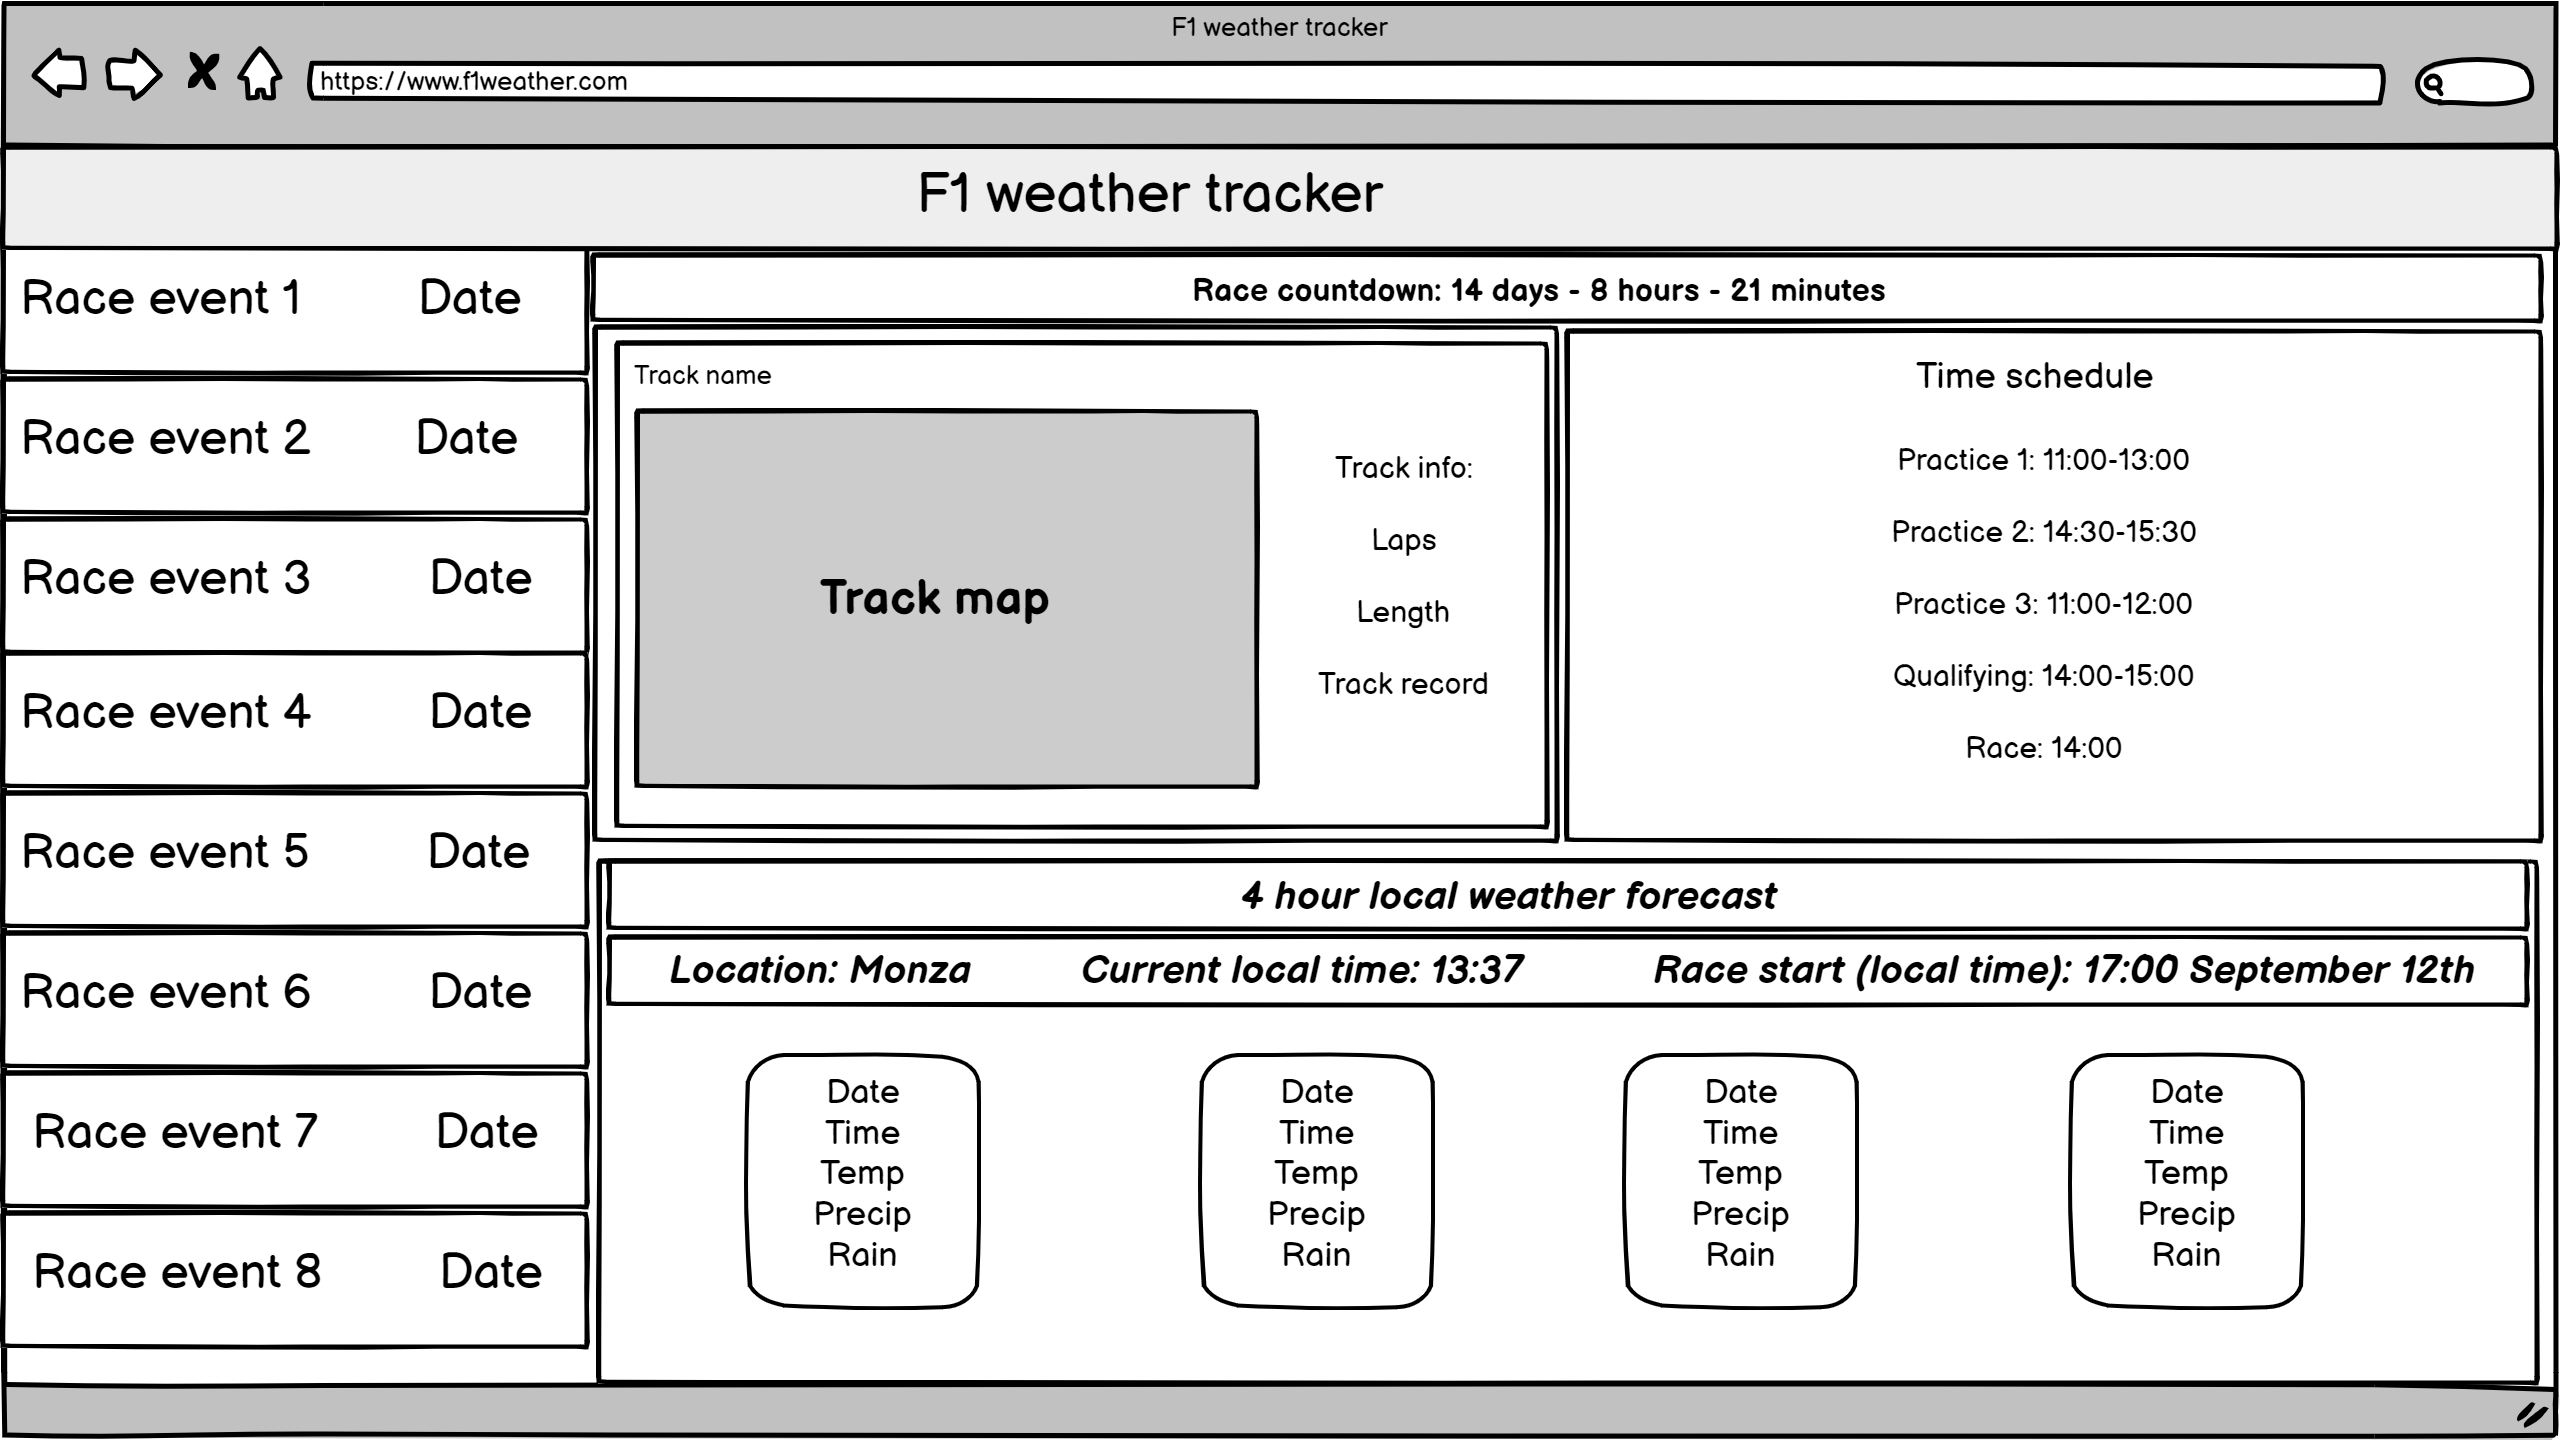 F1 weather tracker
https://www.f1weather.com
F1 weather tracker
Race event 1 Date
Race event 2 Date
Race event 3 Date
Race event 4 Date
Race event 5 Date
Race event 6 Date
Race event 7 Date
Race event 8 Date
Race countdown: 14 days - 8 hours - 21 minutes
Track name
Track map
Track info:
Laps
Length
Track record
Time schedule
Practice 1: 11:00-13:00
Practice 2: 14:30-15:30
Practice 3: 11:00-12:00
Qualifying: 14:00-15:00
Race: 14:00
4 hour local weather forecast
Location: Monza Current local time: 13:37 Race start (local time): 17:00 September 12th
Date
Time
Temp
Precip
Rain
Date
Time
Temp
Precip
Rain
Date
Time
Temp
Precip
Rain
Date
Time
Temp
Precip
Rain